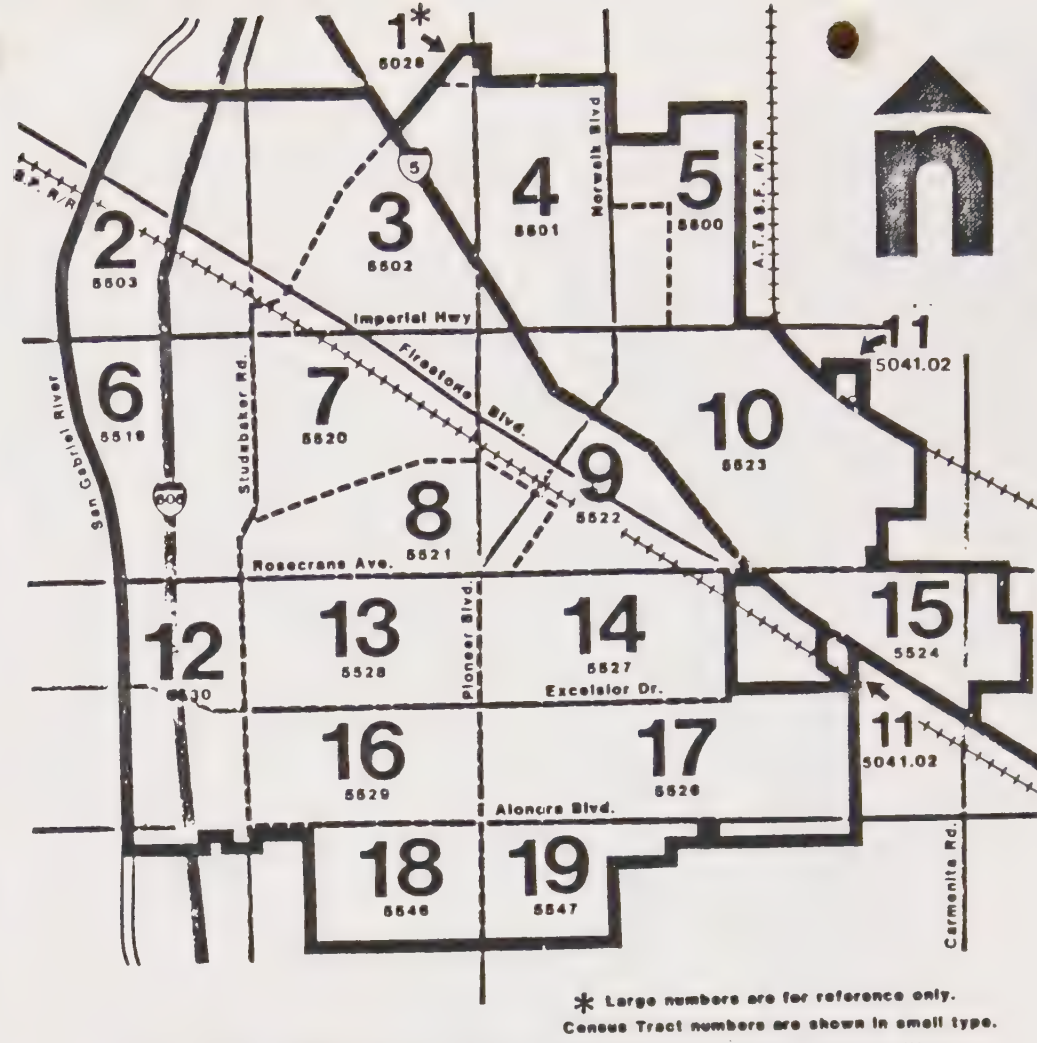 1*
5028
5
4
5501
Norwalk Blvd
5
5500
A.T.&S.F. R/R
n
3
5502
S.P. R/R
2
5503
Imperial Hwy
Firestone Blvd.
11
5041.02
6
5519
San Gabriel River
605
Studebaker Rd.
7
5520
10
5523
9
5522
8
5521
Rosecrans Ave.
12
5530
13
5528
Pioneer Blvd.
14
5527
Excelsior Dr.
15
5524
11
5041.02
16
5529
17
5526
Alondra Blvd.
18
5546
19
5547
Carmenita Rd.
* Large numbers are for reference only.
Census Tract numbers are shown in small type.